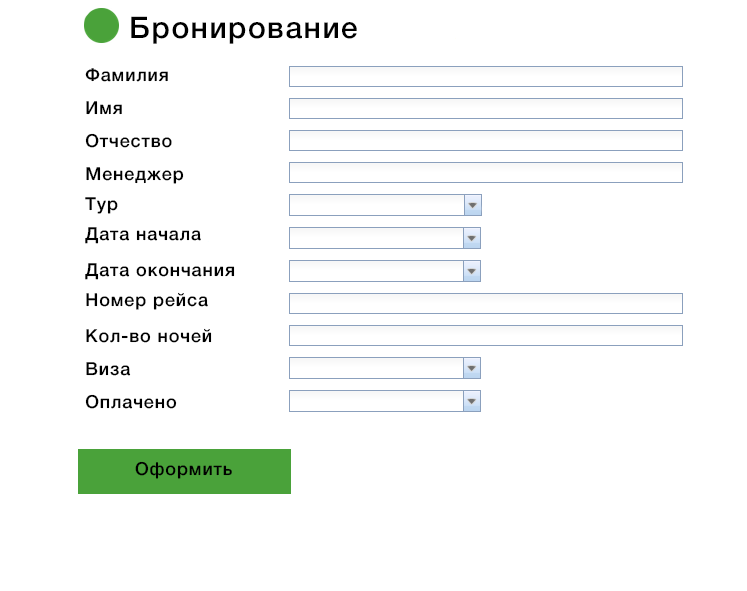 Бронирование
Фамилия
Имя
Отчество
Менеджер
Тур
Дата начала
Дата окончания
Номер рейса
Кол-во ночей
Виза
Оплачено
Оформить